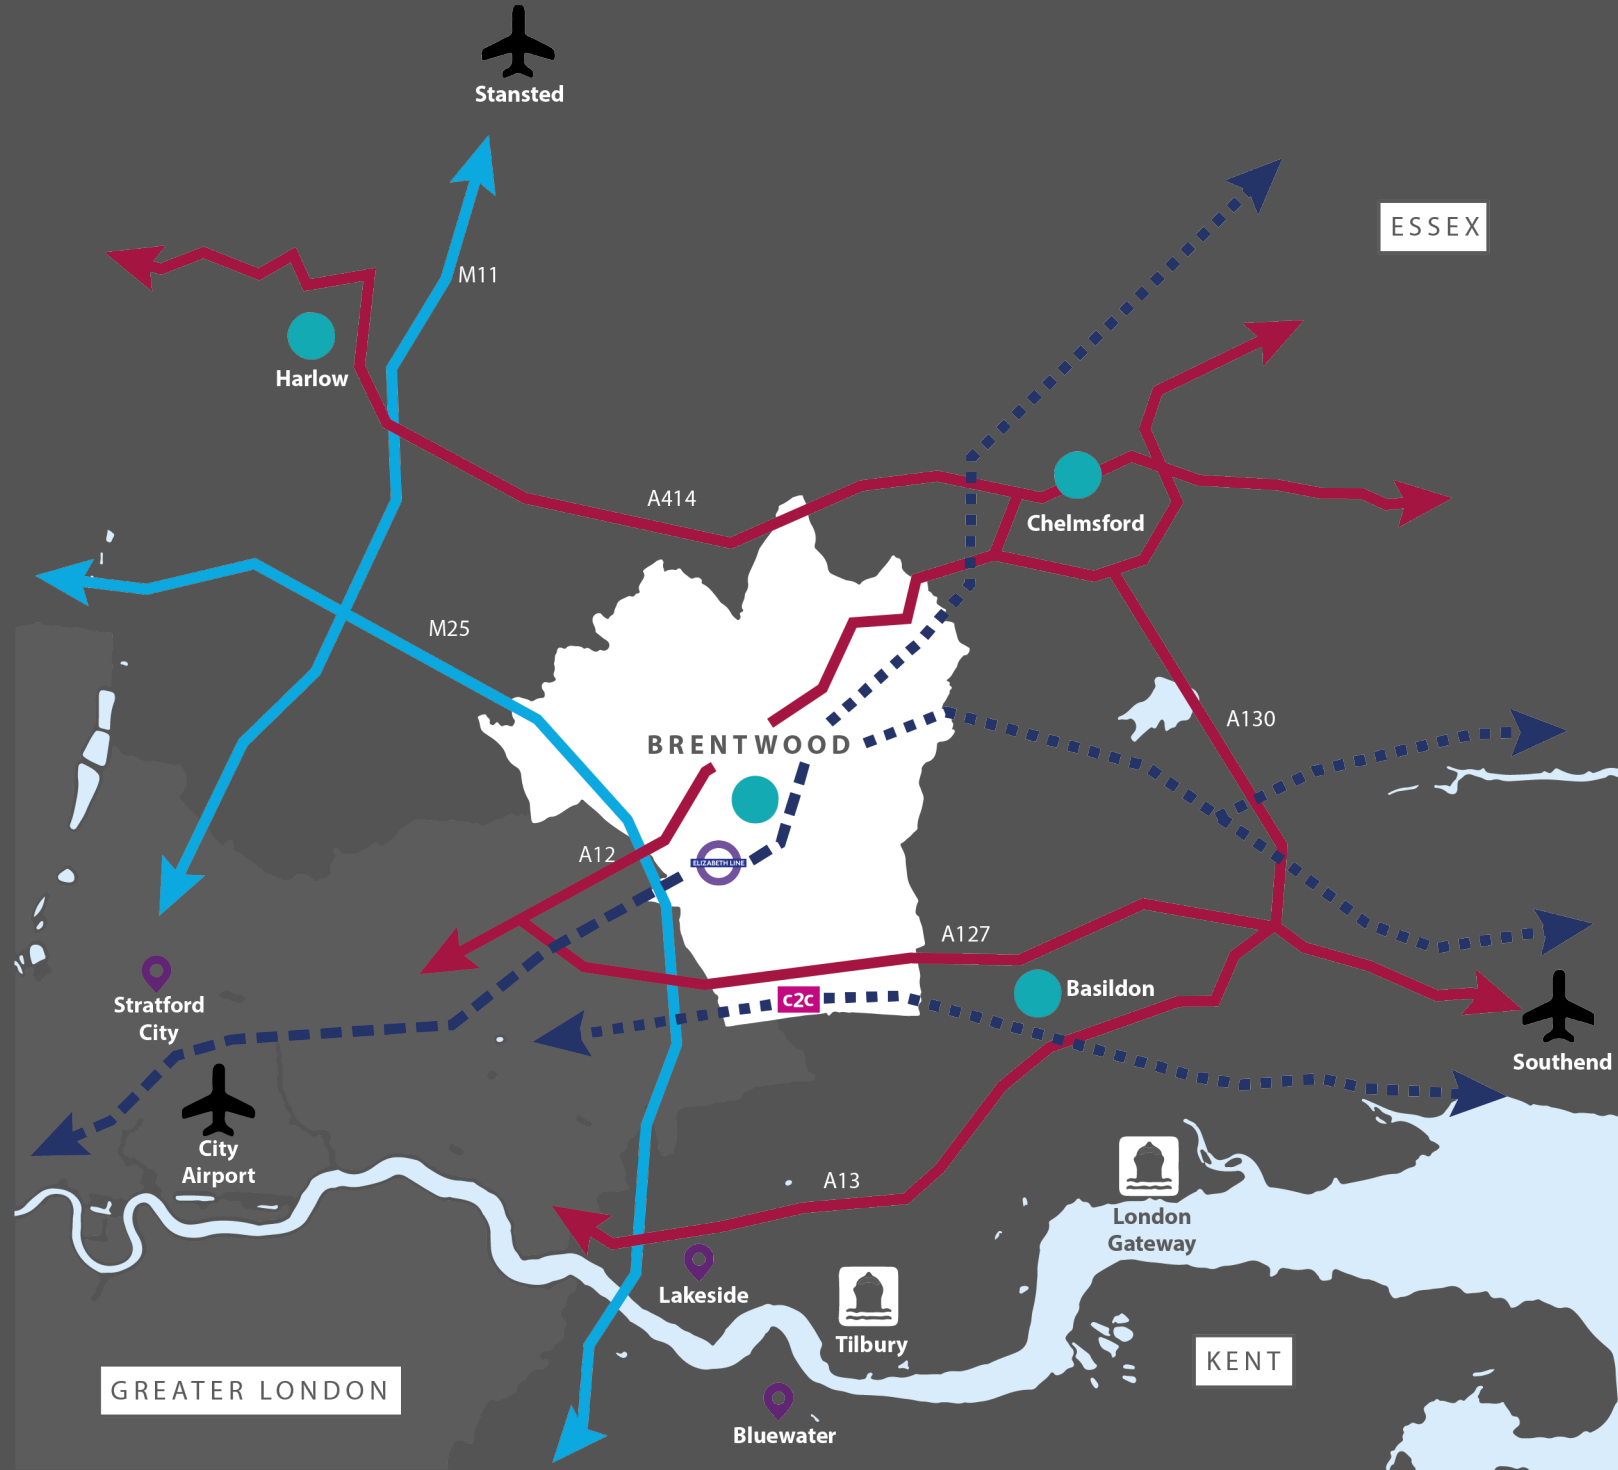 Stansted
ESSEX
M11
Harlow
A414
Chelmsford
M25
A130
BRENTWOOD
A12
ELIZABETH LINE
A127
Basildon
c2c
Stratford
City
Southend
City
Airport
A13
London
Gateway
Lakeside
Tilbury
KENT
GREATER LONDON
Bluewater